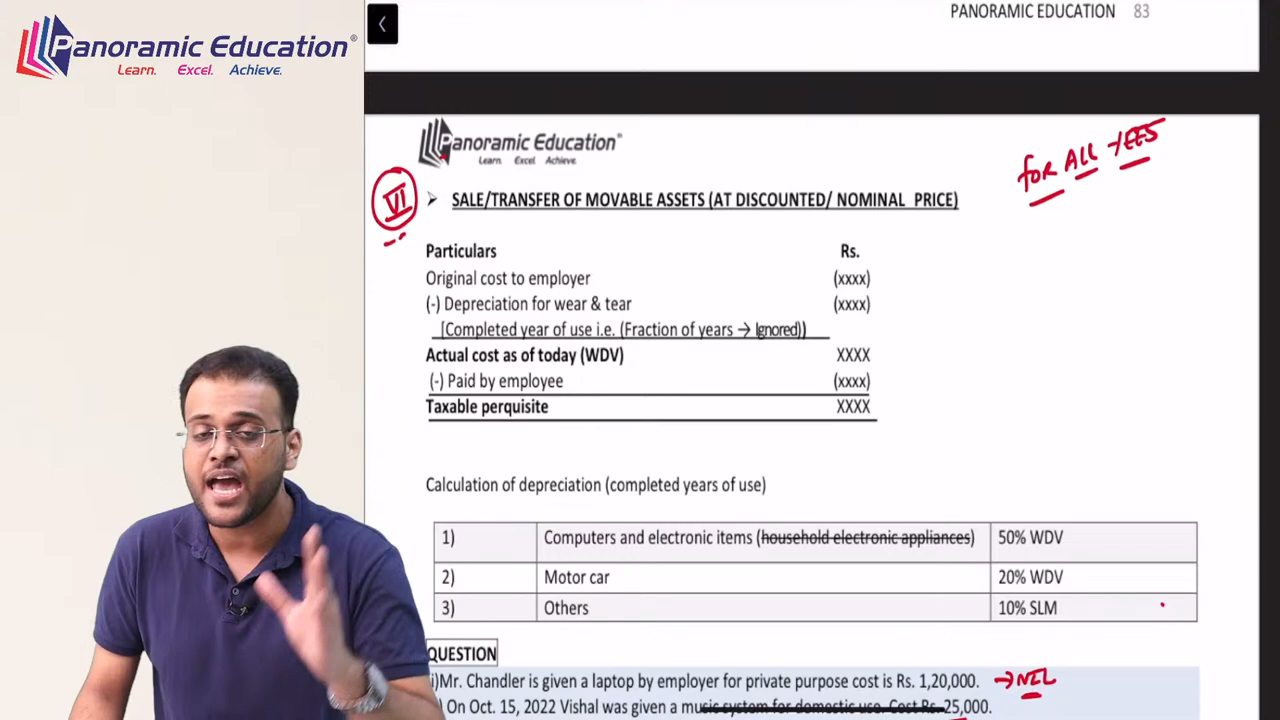 Panoramic Education®
Learn. Excel. Achieve.
PANORAMIC EDUCATION 83
Panoramic Education®
Learn. Excel. Achieve.
FOR ALL -/EES
VI
➢ SALE/TRANSFER OF MOVABLE ASSETS (AT DISCOUNTED/ NOMINAL PRICE)
Particulars Rs.
Original cost to employer (xxxx)
(-) Depreciation for wear & tear (xxxx)
[Completed year of use i.e. (Fraction of years → Ignored))
Actual cost as of today (WDV) XXXX
(-) Paid by employee (xxxx)
Taxable perquisite XXXX
Calculation of depreciation (completed years of use)
1) Computers and electronic items (household electronic appliances) 50% WDV
2) Motor car 20% WDV
3) Others 10% SLM
QUESTION
i)Mr. Chandler is given a laptop by employer for private purpose cost is Rs. 1,20,000. → NIL
) On Oct. 15, 2022 Vishal was given a music system for domestic use. Cost Rs. 25,000.